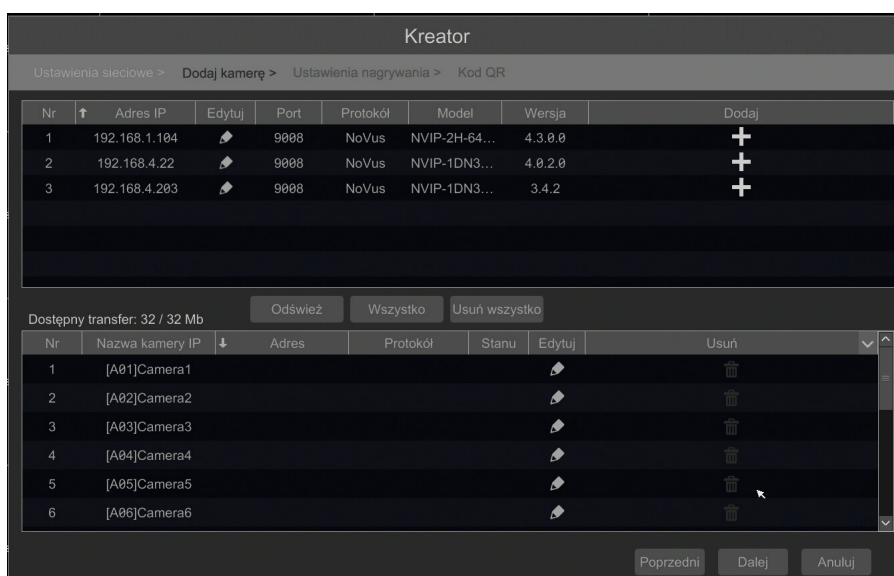 Kreator
Ustawienia sieciowe > Dodaj kamerę > Ustawienia nagrywania > Kod QR
Nr Adres IP Edytuj Port Protokół Model Wersja Dodaj
1 192.168.1.104 9008 NoVus NVIP-2H-64... 4.3.0.0
2 192.168.4.22 9008 NoVus NVIP-1DN3... 4.0.2.0
3 192.168.4.203 9008 NoVus NVIP-1DN3... 3.4.2
Odśwież Wszystko Usuń wszystko
Dostępny transfer: 32 / 32 Mb
Nr Nazwa kamery IP Adres Protokół Stanu Edytuj Usuń
1 [A01]Camera1
2 [A02]Camera2
3 [A03]Camera3
4 [A04]Camera4
5 [A05]Camera5
6 [A06]Camera6
Poprzedni Dalej Anuluj